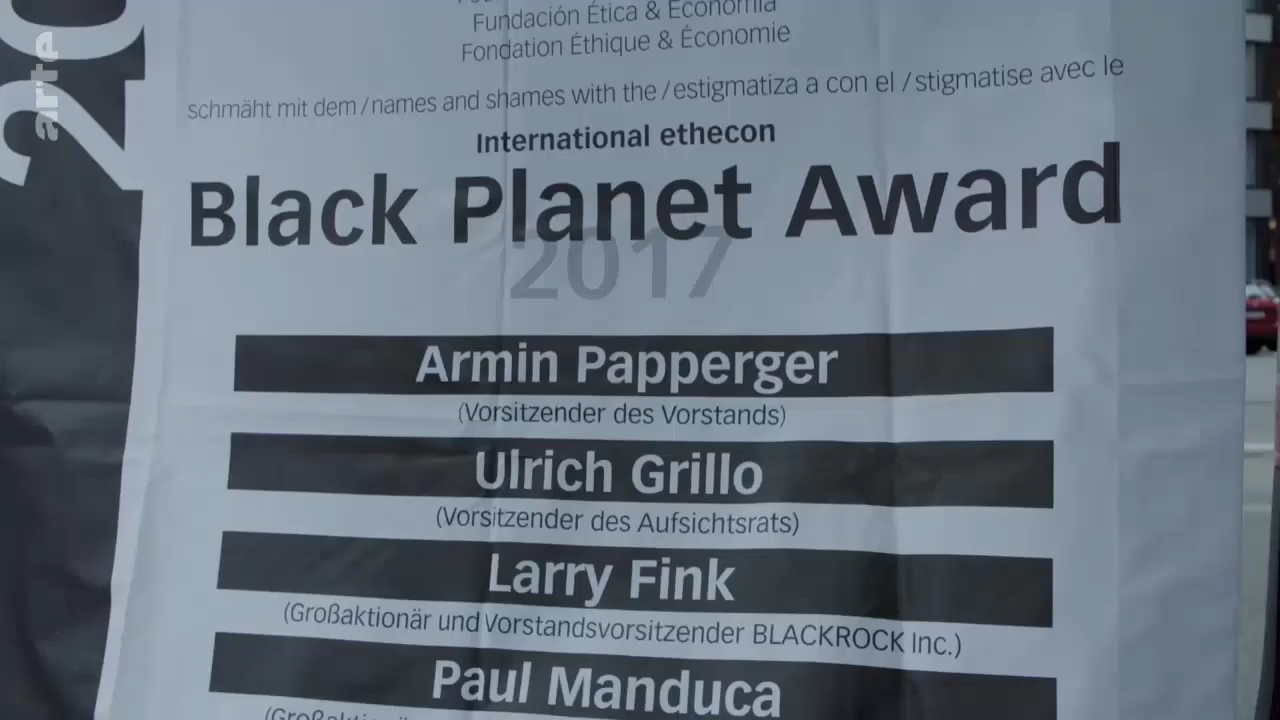 20
arte
Fundación Ética & Economía
Fondation Éthique & Économie
schmäht mit dem / names and shames with the / estigmatiza a con el / stigmatise avec le
International ethecon
Black Planet Award
2017
Armin Papperger
(Vorsitzender des Vorstands)
Ulrich Grillo
(Vorsitzender des Aufsichtsrats)
Larry Fink
(Großaktionär und Vorstandsvorsitzender BLACKROCK Inc.)
Paul Manduca